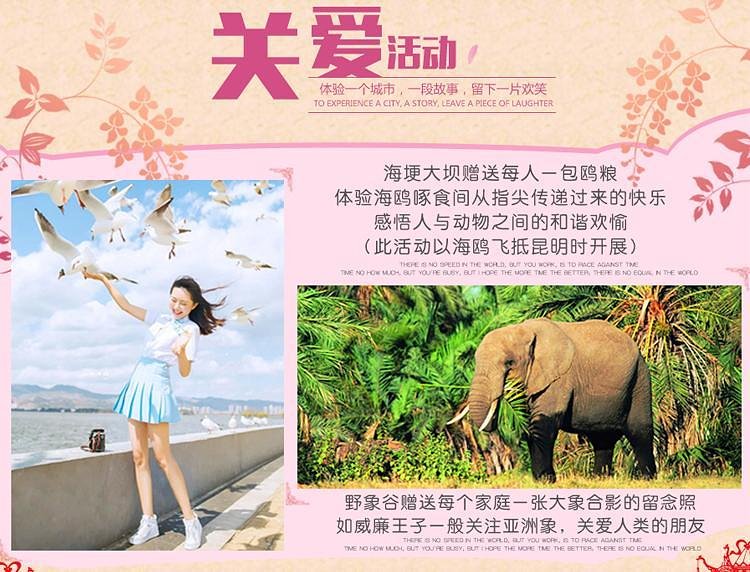 关爱活动
体验一个城市，一段故事，留下一片欢笑
TO EXPERIENCE A CITY, A STORY, LEAVE A PIECE OF LAUGHTER
海埂大坝赠送每人一包鸥粮
体验海鸥啄食间从指尖传递过来的快乐
感悟人与动物之间的和谐欢愉
（此活动以海鸥飞抵昆明时开展）
THERE IS NO SPEED IN THE WORLD, BUT YOU WORK, IS TO RACE AGAINST TIME
TIME NO HOW MUCH, BUT YOU'RE BUSY, BUT I HOPE THE MORE TIME THE BETTER, THERE IS NO EQUAL IN THE WORLD
野象谷赠送每个家庭一张大象合影的留念照
如威廉王子一般关注亚洲象，关爱人类的朋友
THERE IS NO SPEED IN THE WORLD, BUT YOU WORK, IS TO RACE AGAINST TIME
TIME NO HOW MUCH, BUT YOU'RE BUSY, BUT I HOPE THE MORE TIME THE BETTER, THERE IS NO EQUAL IN THE WORLD